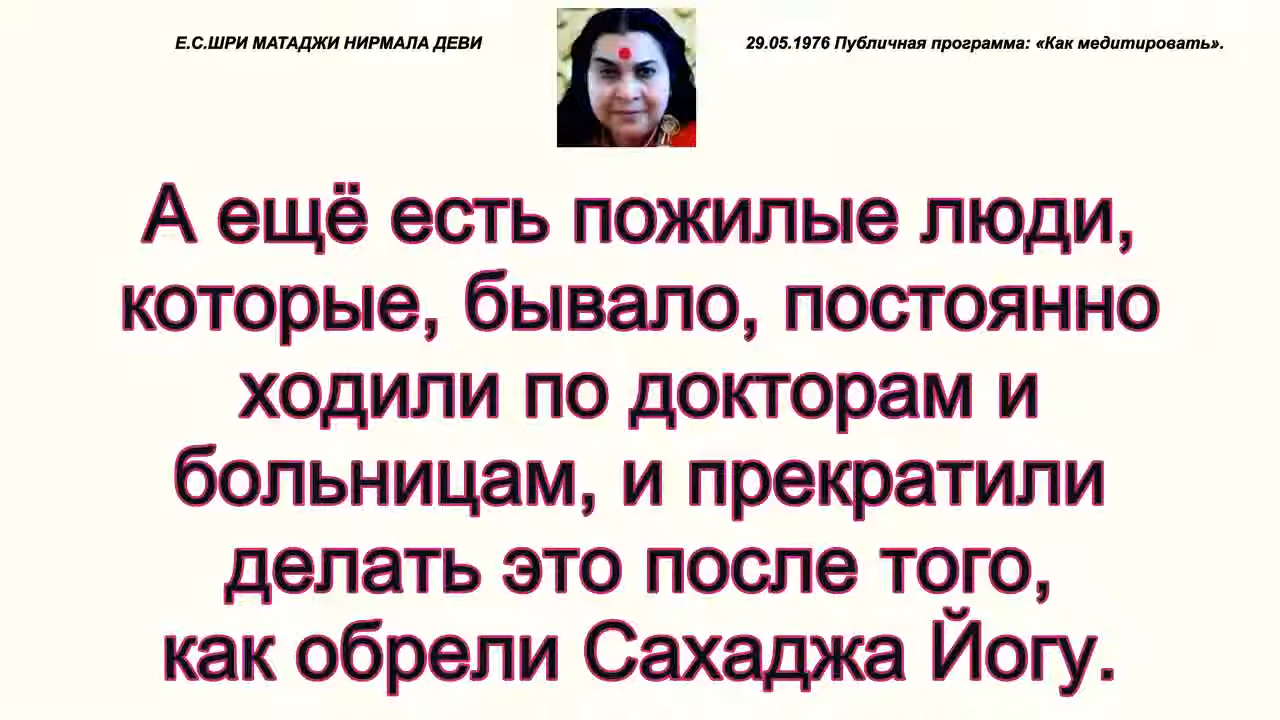 Е.С.ШРИ МАТАДЖИ НИРМАЛА ДЕВИ
29.05.1976 Публичная программа: «Как медитировать».
А ещё есть пожилые люди,
которые, бывало, постоянно
ходили по докторам и
больницам, и прекратили
делать это после того,
как обрели Сахаджа Йогу.